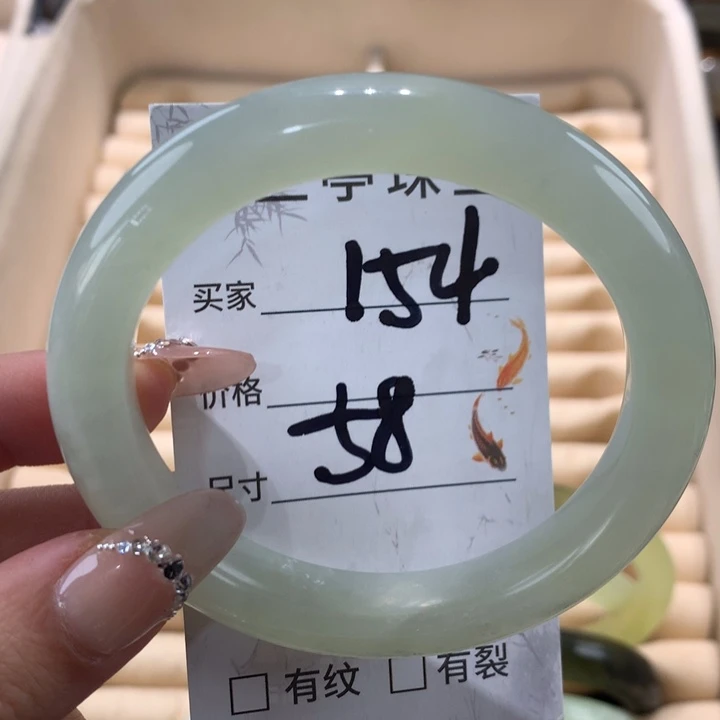 买家 154
价格
58
尺寸
□ 有纹 □ 有裂